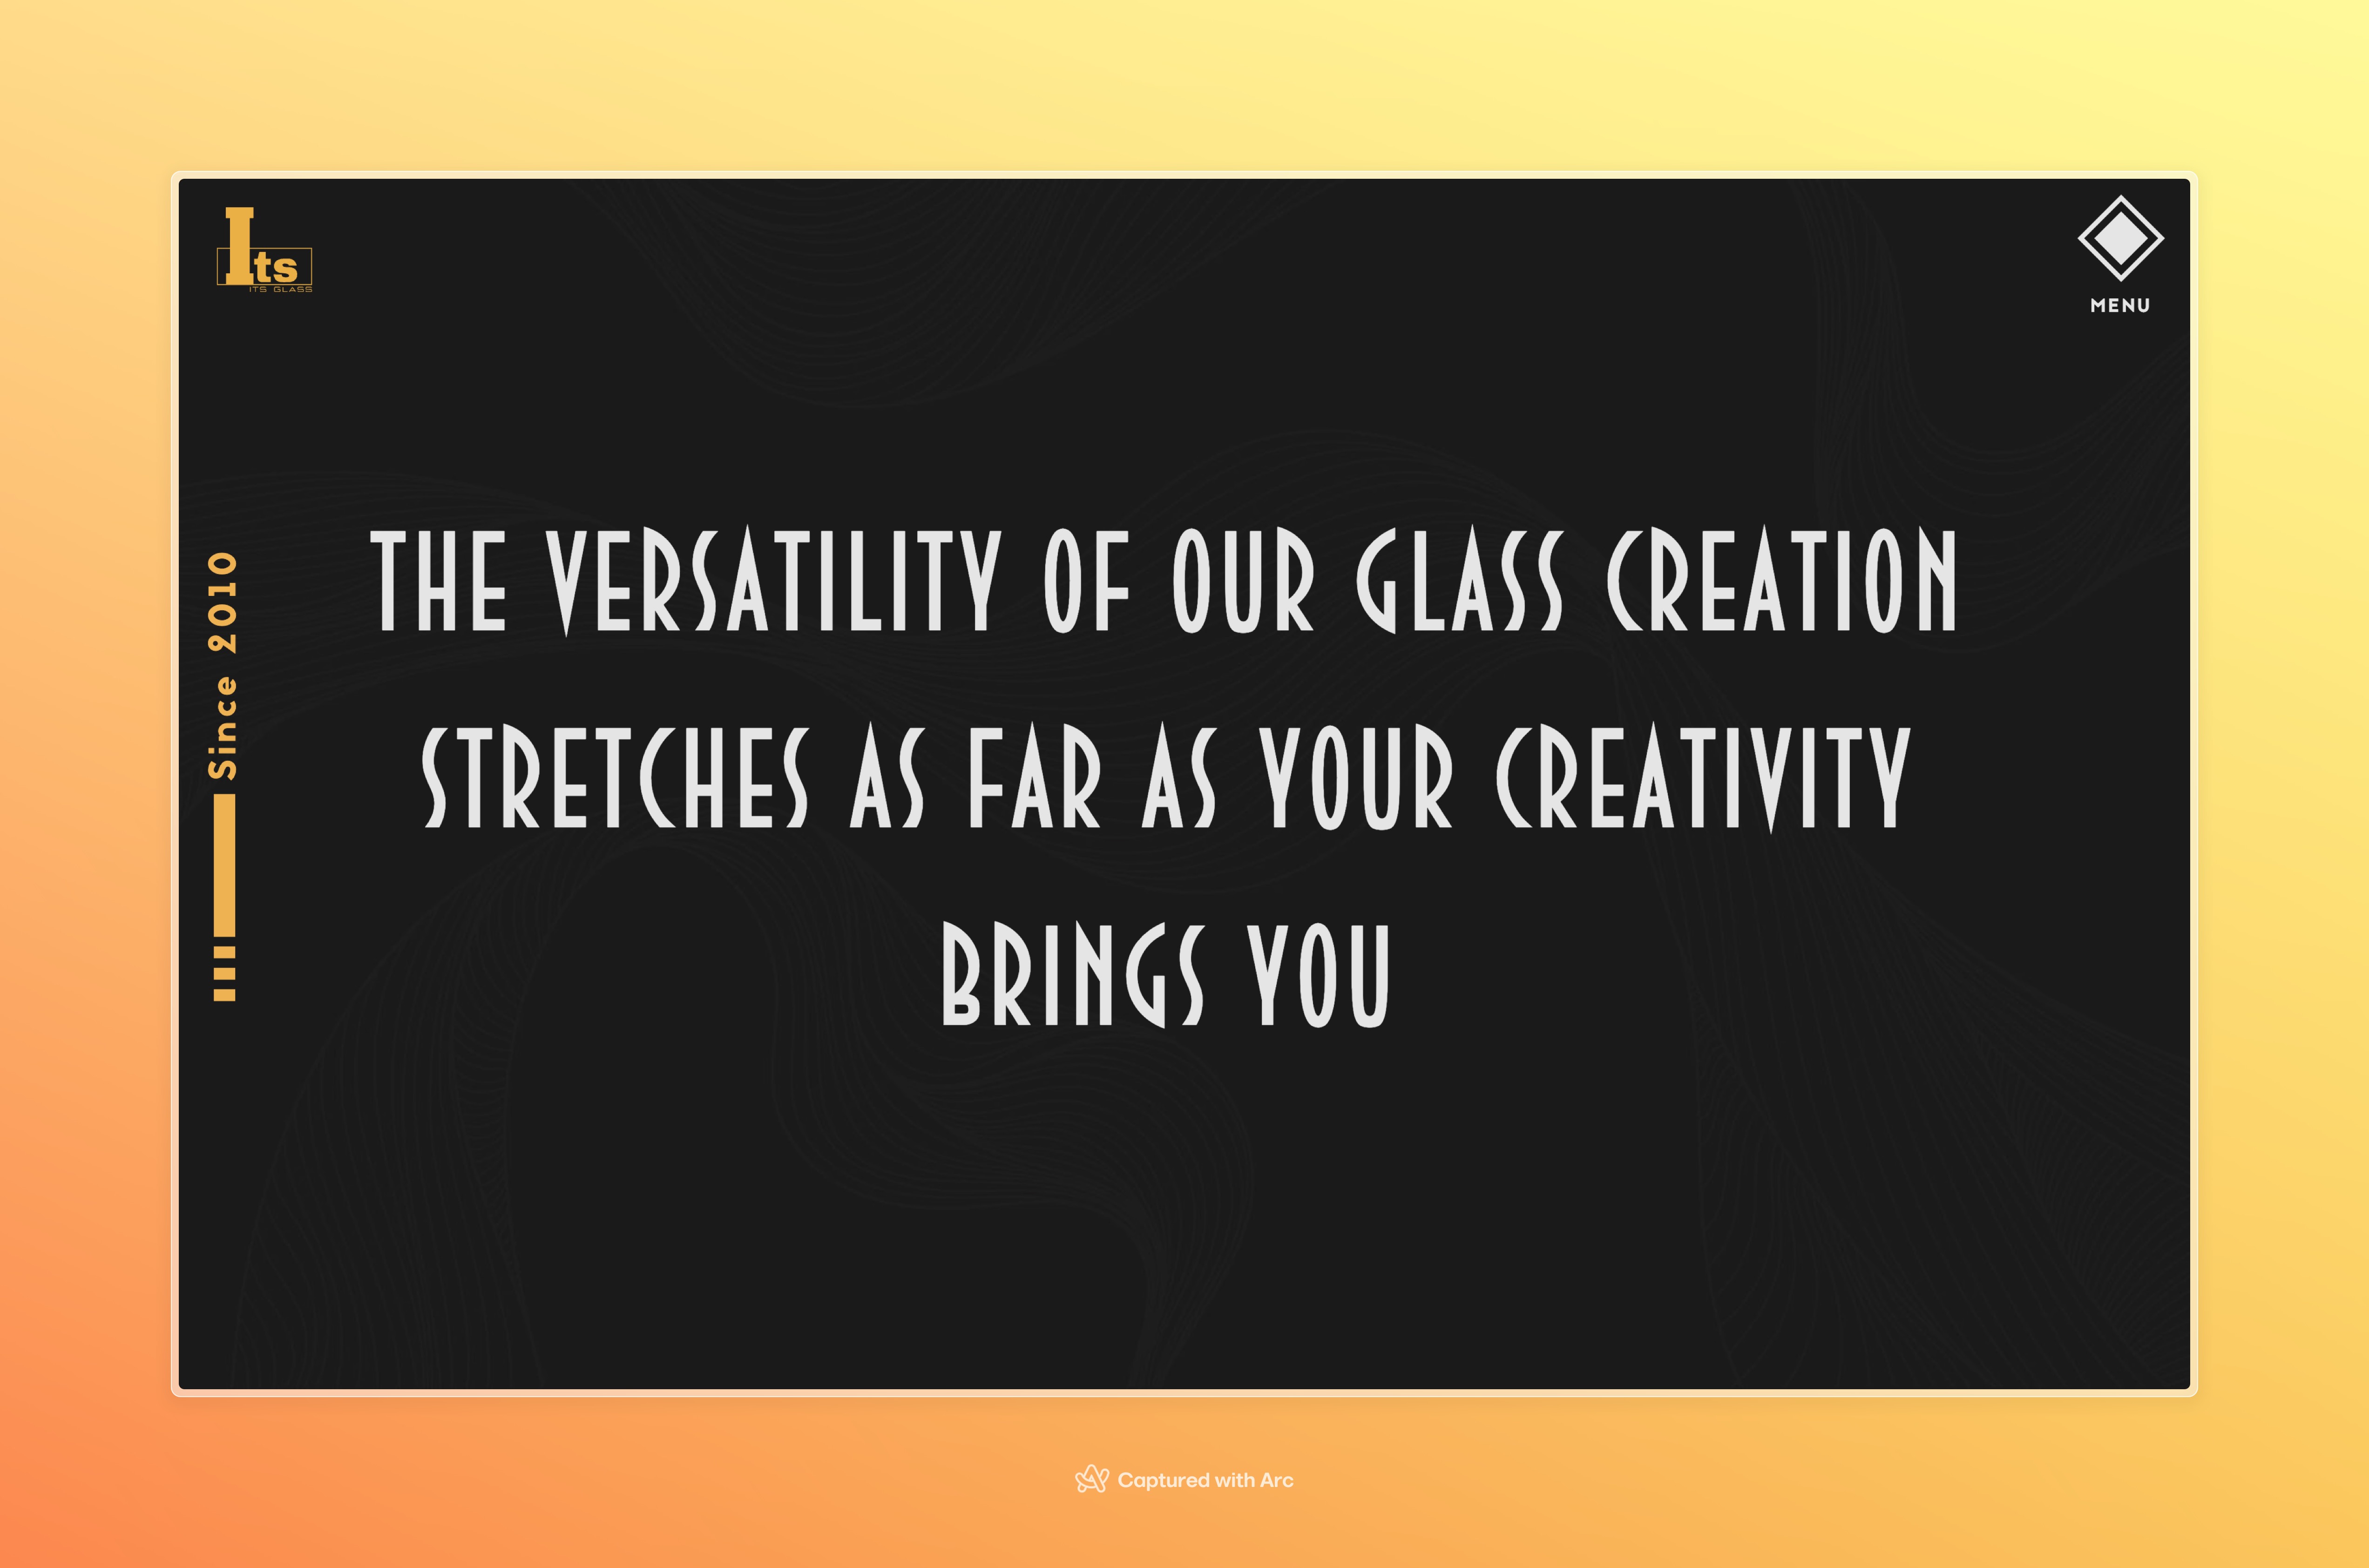 Its
ITS GLASS
MENU
Since 2010
THE VERSATILITY OF OUR GLASS CREATION
STRETCHES AS FAR AS YOUR CREATIVITY
BRINGS YOU
Captured with Arc